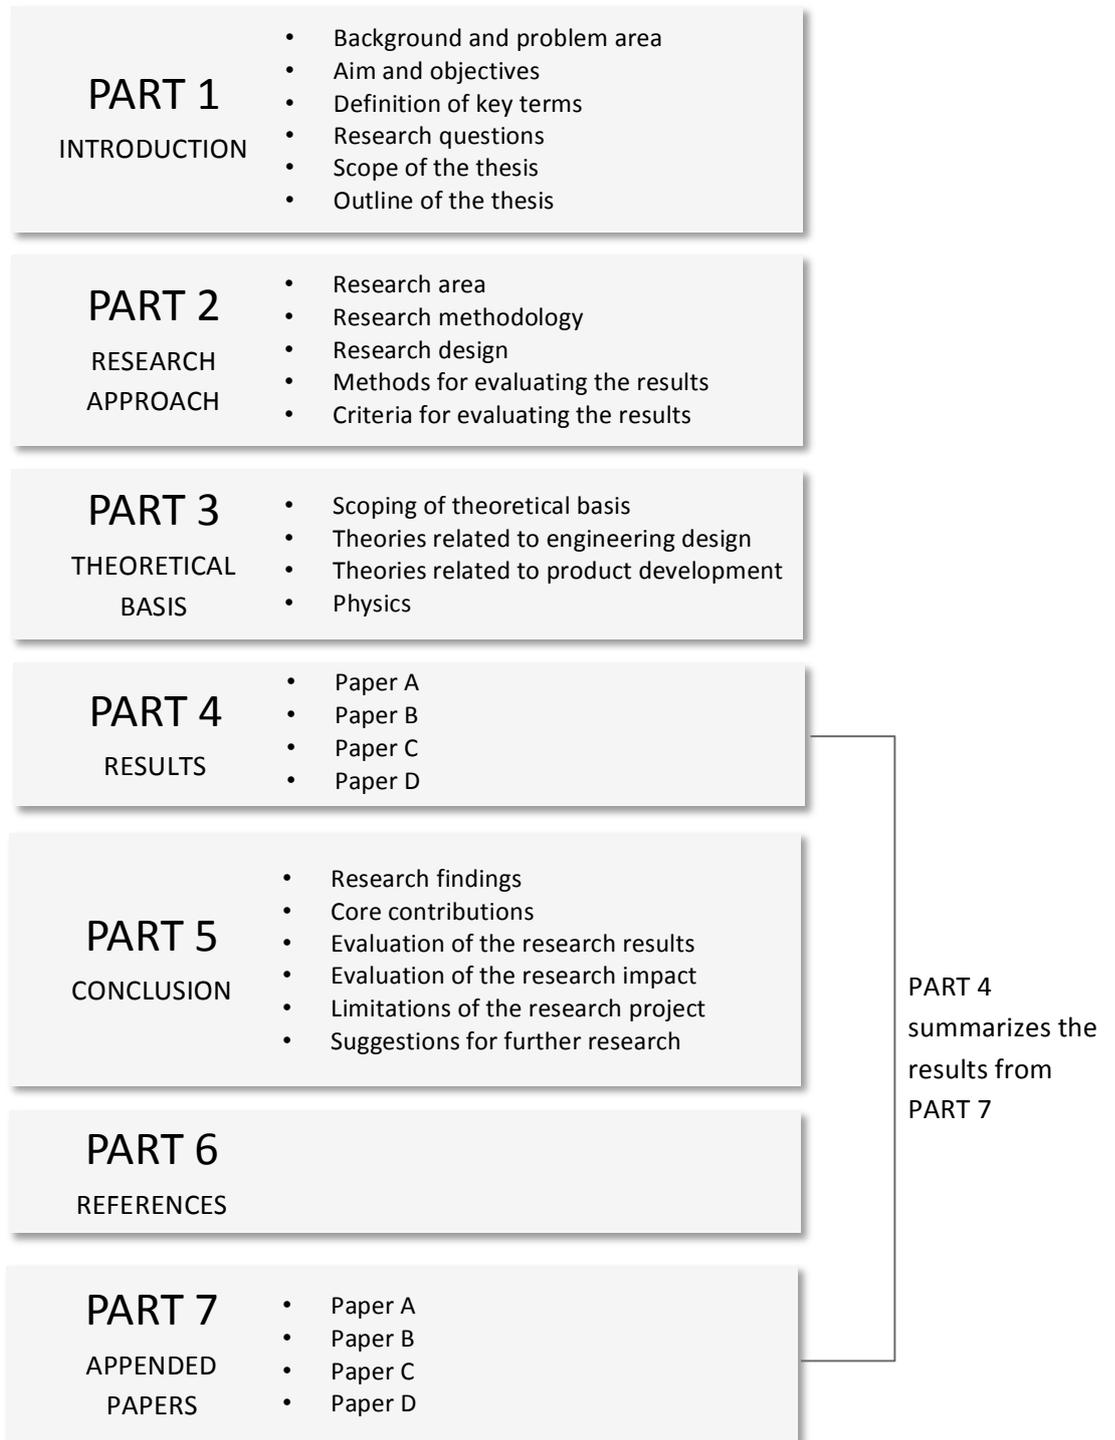 PART 1
INTRODUCTION
• Background and problem area
• Aim and objectives
• Definition of key terms
• Research questions
• Scope of the thesis
• Outline of the thesis
PART 2
RESEARCH
APPROACH
• Research area
• Research methodology
• Research design
• Methods for evaluating the results
• Criteria for evaluating the results
PART 3
THEORETICAL
BASIS
• Scoping of theoretical basis
• Theories related to engineering design
• Theories related to product development
• Physics
PART 4
RESULTS
• Paper A
• Paper B
• Paper C
• Paper D
PART 5
CONCLUSION
• Research findings
• Core contributions
• Evaluation of the research results
• Evaluation of the research impact
• Limitations of the research project
• Suggestions for further research
PART 4
summarizes the
results from
PART 7
PART 6
REFERENCES
PART 7
APPENDED
PAPERS
• Paper A
• Paper B
• Paper C
• Paper D